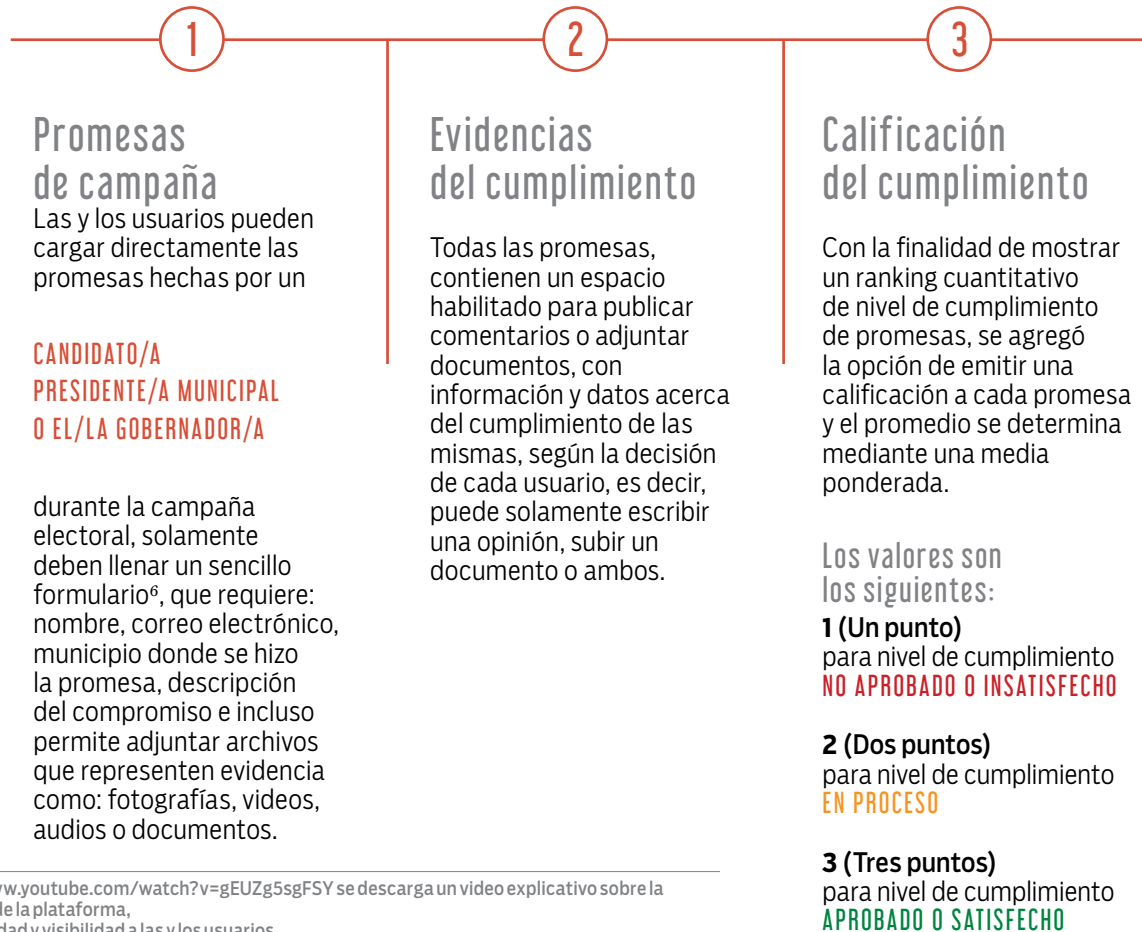 1
Promesas
de campaña
Las y los usuarios pueden
cargar directamente las
promesas hechas por un
CANDIDATO/A
PRESIDENTE/A MUNICIPAL
O EL/LA GOBERNADOR/A
durante la campaña
electoral, solamente
deben llenar un sencillo
formulario⁶, que requiere:
nombre, correo electrónico,
municipio donde se hizo
la promesa, descripción
del compromiso e incluso
permite adjuntar archivos
que representen evidencia
como: fotografías, videos,
audios o documentos.
2
Evidencias
del cumplimiento
Todas las promesas,
contienen un espacio
habilitado para publicar
comentarios o adjuntar
documentos, con
información y datos acerca
del cumplimiento de las
mismas, según la decisión
de cada usuario, es decir,
puede solamente escribir
una opinión, subir un
documento o ambos.
3
Calificación
del cumplimiento
Con la finalidad de mostrar
un ranking cuantitativo
de nivel de cumplimiento
de promesas, se agregó
la opción de emitir una
calificación a cada promesa
y el promedio se determina
mediante una media
ponderada.
Los valores son
los siguientes:
1 (Un punto)
para nivel de cumplimiento
NO APROBADO O INSATISFECHO
2 (Dos puntos)
para nivel de cumplimiento
EN PROCESO
3 (Tres puntos)
para nivel de cumplimiento
APROBADO O SATISFECHO
w.youtube.com/watch?v=gEUZg5sgFSY se descarga un video explicativo sobre la
de la plataforma,
dad y visibilidad a las y los usuarios